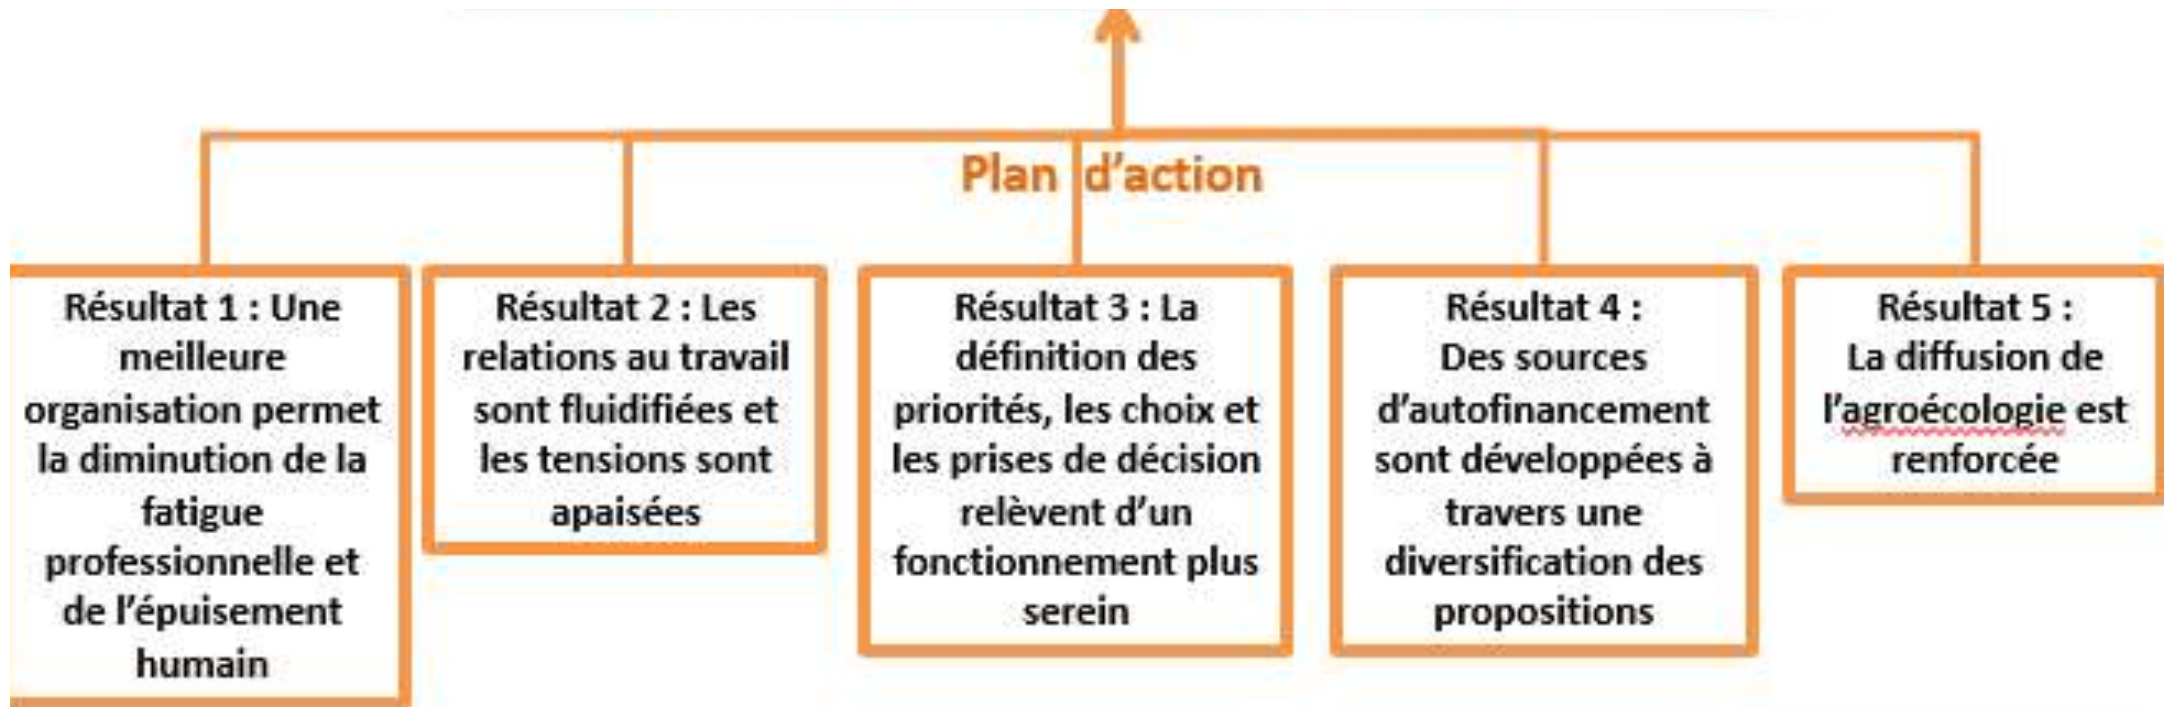 Plan d'action
Résultat 1 : Une
meilleure
organisation permet
la diminution de la
fatigue
professionnelle et
de l'épuisement
humain
Résultat 2 : Les
relations au travail
sont fluidifiées et
les tensions sont
apaisées
Résultat 3 : La
définition des
priorités, les choix et
les prises de décision
relèvent d'un
fonctionnement plus
serein
Résultat 4 :
Des sources
d'autofinancement
sont développées à
travers une
diversification des
propositions
Résultat 5 :
La diffusion de
l'agroécologie est
renforcée